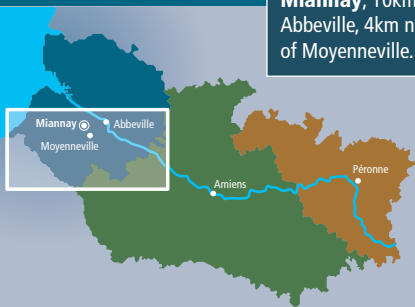 Miannay, 10km
Abbeville, 4km n
of Moyenneville.
Miannay
Abbeville
Moyenneville
Amiens
Péronne